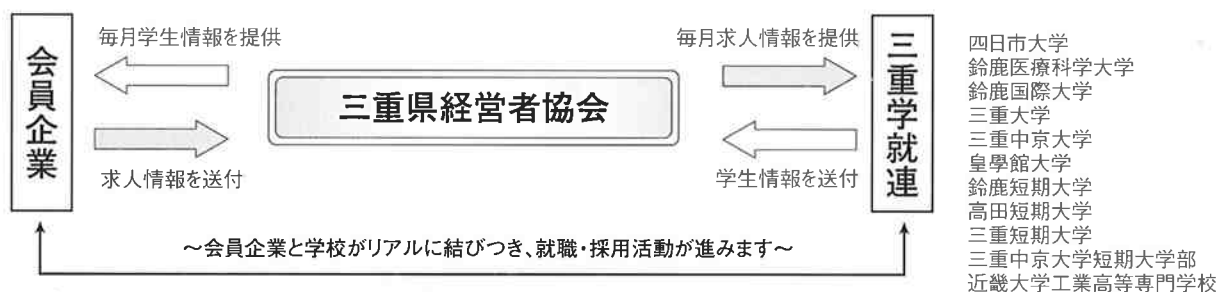 会員企業
毎月学生情報を提供
求人情報を送付
三重県経営者協会
毎月求人情報を提供
学生情報を送付
三重学就連
～会員企業と学校がリアルに結びつき、就職・採用活動が進みます～
四日市大学
鈴鹿医療科学大学
鈴鹿国際大学
三重大学
三重中京大学
皇學館大学
鈴鹿短期大学
高田短期大学
三重短期大学
三重中京大学短期大学部
近畿大学工業高等専門学校